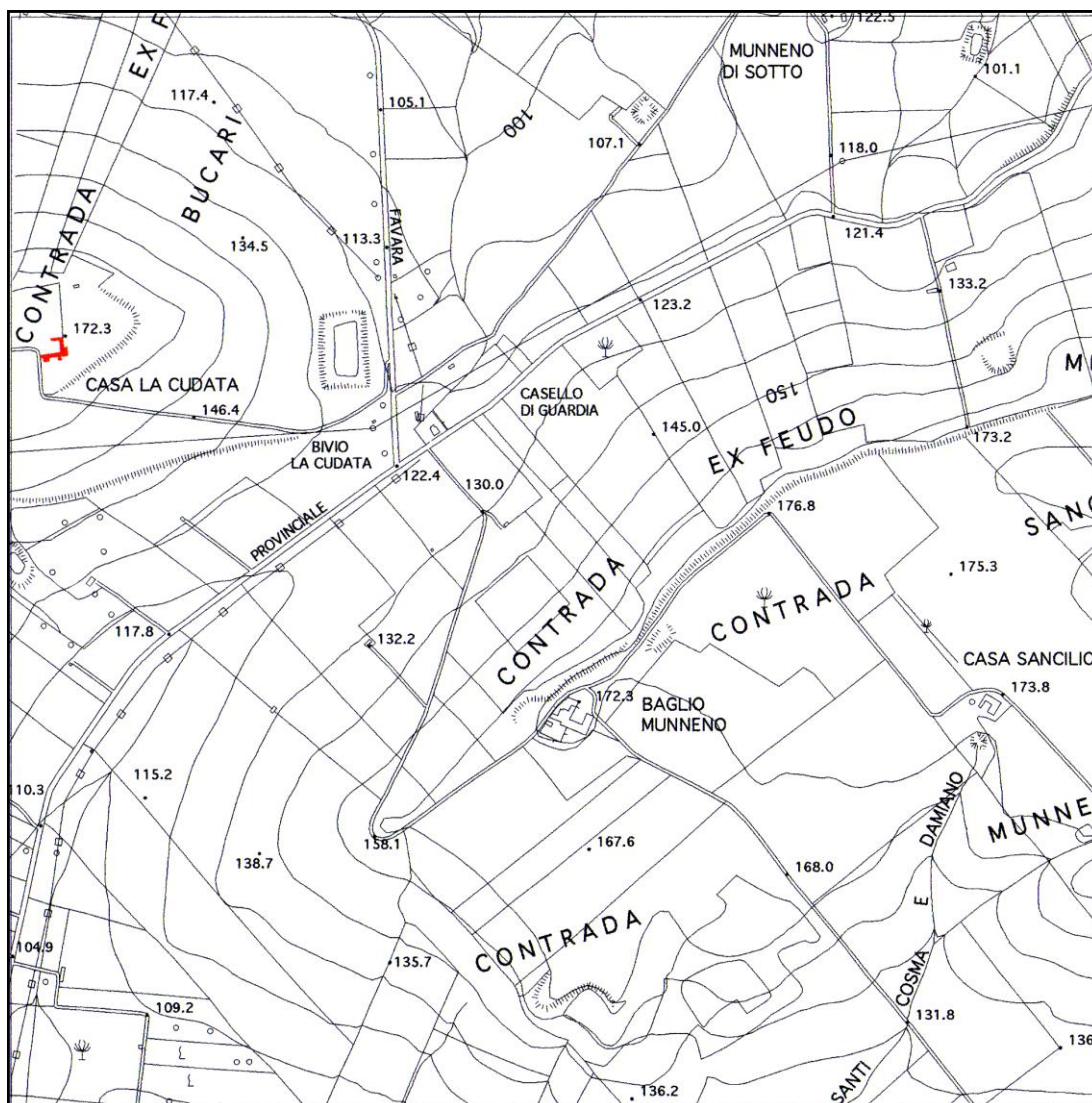 122.5
MUNNENO
DI SOTTO
101.1
EX F
117.4
105.1
100
107.1
118.0
BUCARI
CONTRADA
FAVARA
134.5
113.3
121.4
133.2
123.2
172.3
CASA LA CUDATA
146.4
CASELLO
DI GUARDIA
150
145.0
EX FEUDO
173.2
BIVIO
LA CUDATA
122.4
130.0
PROVINCIALE
176.8
175.3
CONTRADA
CONTRADA
117.8
132.2
CASA SANCILIO
173.8
172.3
BAGLIO
MUNNENO
110.3
115.2
158.1
138.7
167.6
168.0
MUNNE
SANTI COSMA E DAMIANO
CONTRADA
104.9
135.7
109.2
131.8
136.2
136